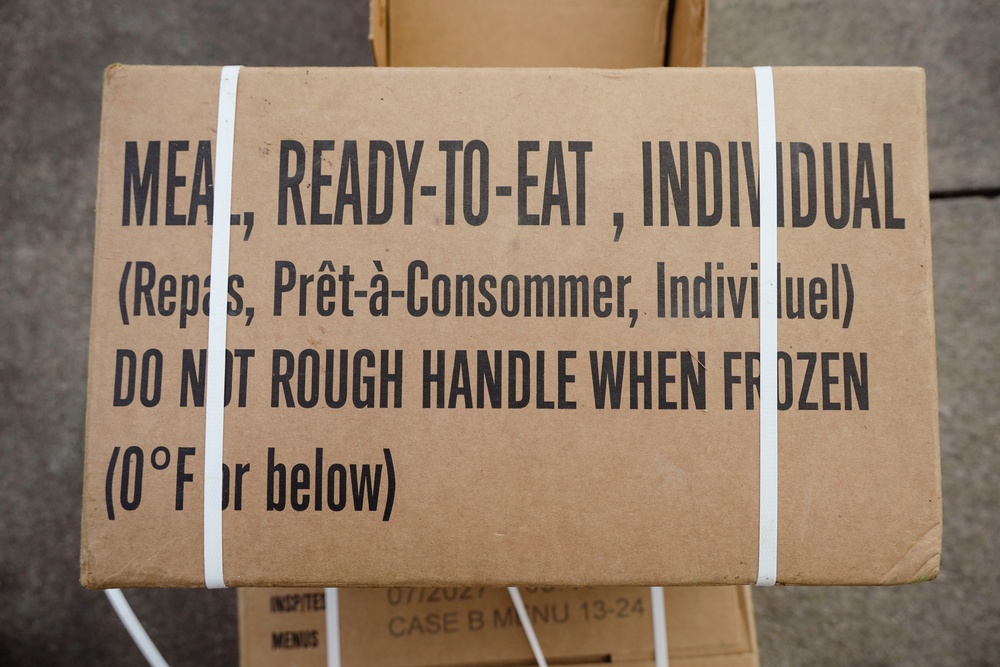 MEAL, READY-TO-EAT , INDIVIDUAL
(Repas, Prêt-à-Consommer, Individuel)
DO NOT ROUGH HANDLE WHEN FROZEN
(0°F or below)
07/2027
MENUS
CASE B MENU 13-24